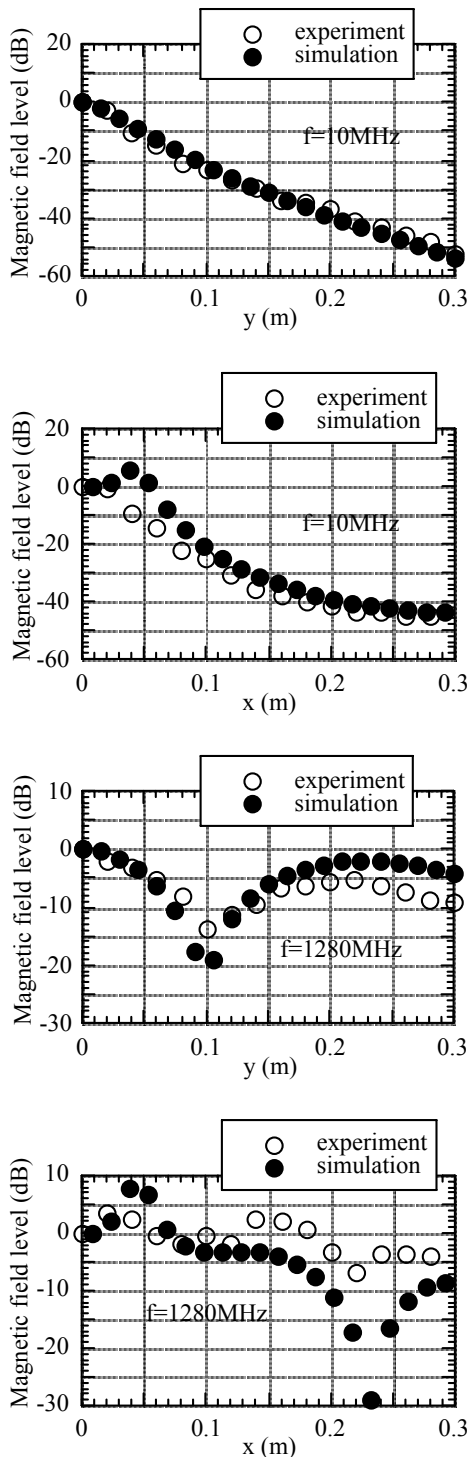 experiment
simulation
20
0
-20
-40
-60
Magnetic field level (dB)
f=10MHz
0 0.1 0.2 0.3
y (m)
experiment
simulation
20
0
-20
-40
-60
Magnetic field level (dB)
f=10MHz
0 0.1 0.2 0.3
x (m)
experiment
simulation
10
0
-10
-20
-30
Magnetic field level (dB)
f=1280MHz
0 0.1 0.2 0.3
y (m)
experiment
simulation
10
0
-10
-20
-30
Magnetic field level (dB)
f=1280MHz
0 0.1 0.2 0.3
x (m)